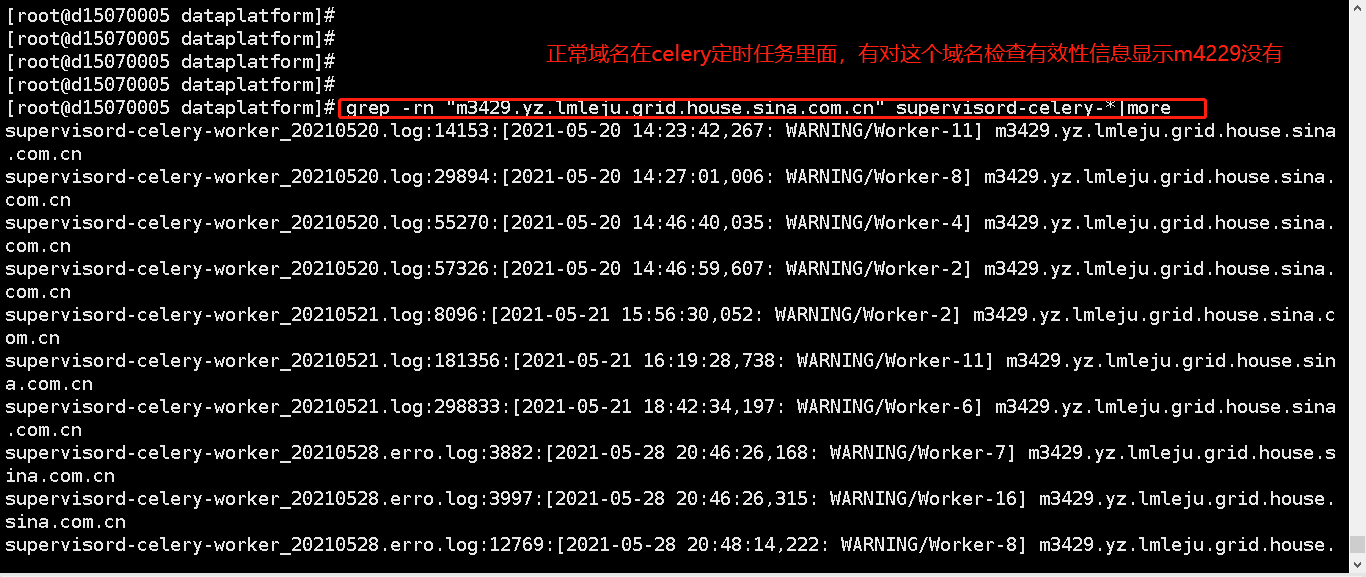 [root@d15070005 dataplatform]#
[root@d15070005 dataplatform]#
[root@d15070005 dataplatform]#
正常域名在celery定时任务里面，有对这个域名检查有效性信息显示m4229没有
[root@d15070005 dataplatform]#
[root@d15070005 dataplatform]# grep -rn "m3429.yz.lmleju.grid.house.sina.com.cn" supervisord-celery-*|more
supervisord-celery-worker_20210520.log:14153:[2021-05-20 14:23:42,267: WARNING/Worker-11] m3429.yz.lmleju.grid.house.sina
.com.cn
supervisord-celery-worker_20210520.log:29894:[2021-05-20 14:27:01,006: WARNING/Worker-8] m3429.yz.lmleju.grid.house.sina.
com.cn
supervisord-celery-worker_20210520.log:55270:[2021-05-20 14:46:40,035: WARNING/Worker-4] m3429.yz.lmleju.grid.house.sina.
com.cn
supervisord-celery-worker_20210520.log:57326:[2021-05-20 14:46:59,607: WARNING/Worker-2] m3429.yz.lmleju.grid.house.sina.
com.cn
supervisord-celery-worker_20210521.log:8096:[2021-05-21 15:56:30,052: WARNING/Worker-2] m3429.yz.lmleju.grid.house.sina.c
om.cn
supervisord-celery-worker_20210521.log:181356:[2021-05-21 16:19:28,738: WARNING/Worker-11] m3429.yz.lmleju.grid.house.sin
a.com.cn
supervisord-celery-worker_20210521.log:298833:[2021-05-21 18:42:34,197: WARNING/Worker-6] m3429.yz.lmleju.grid.house.sina
.com.cn
supervisord-celery-worker_20210528.erro.log:3882:[2021-05-28 20:46:26,168: WARNING/Worker-7] m3429.yz.lmleju.grid.house.s
ina.com.cn
supervisord-celery-worker_20210528.erro.log:3997:[2021-05-28 20:46:26,315: WARNING/Worker-16] m3429.yz.lmleju.grid.house.
sina.com.cn
supervisord-celery-worker_20210528.erro.log:12769:[2021-05-28 20:48:14,222: WARNING/Worker-8] m3429.yz.lmleju.grid.house.